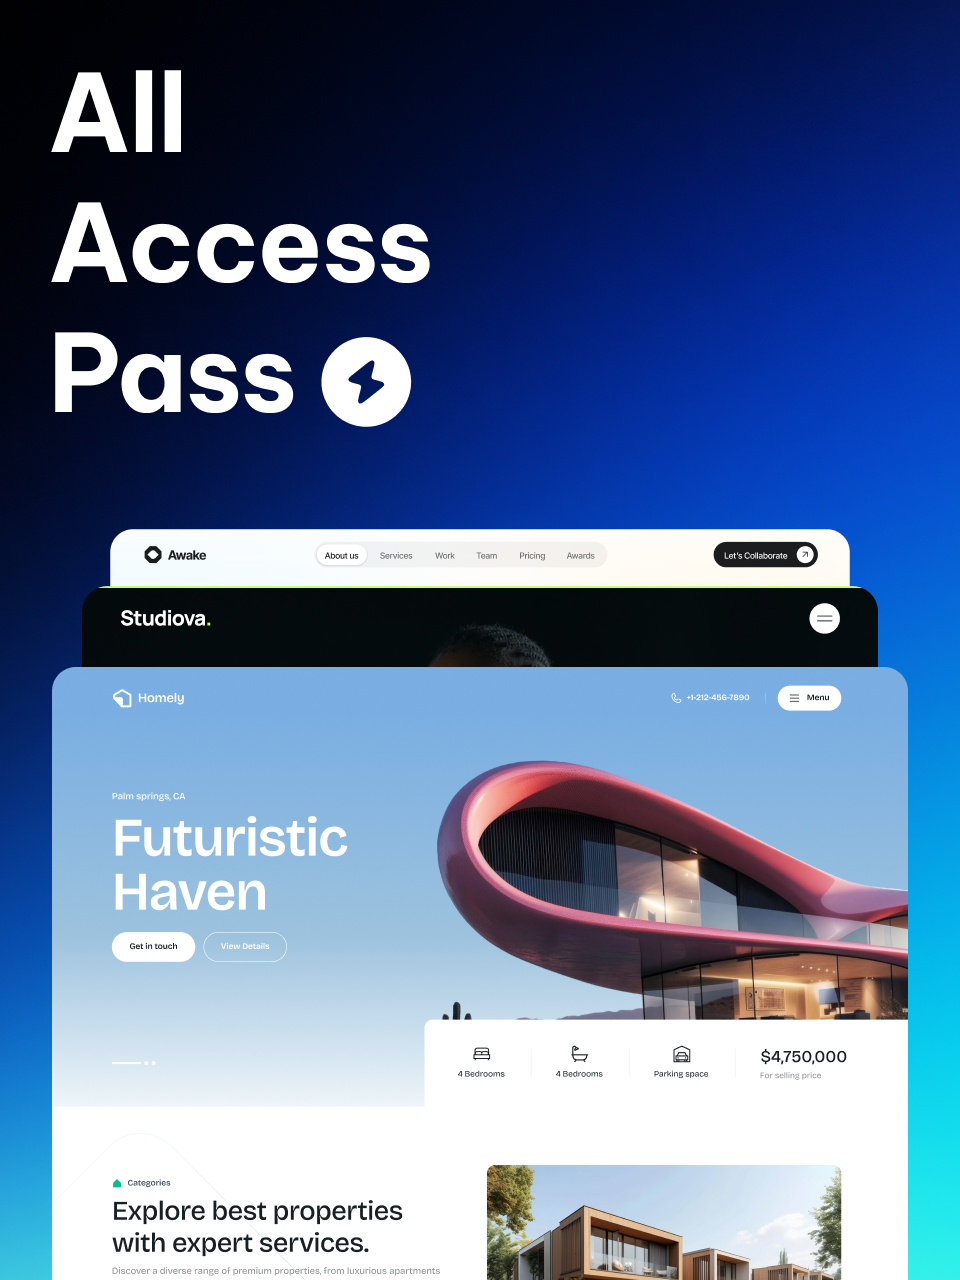 All
Access
Pass
Awake
About us
Services
Work
Team
Pricing
Awards
Let's Collaborate
Studiova.
Homely
+1-212-456-7890
Menu
Palm springs, CA
Futuristic
Haven
Get in touch
View Details
4 Bedrooms
4 Bedrooms
Parking space
$4,750,000
For selling price
Categories
Explore best properties
with expert services.
Discover a diverse range of premium properties, from luxurious apartments